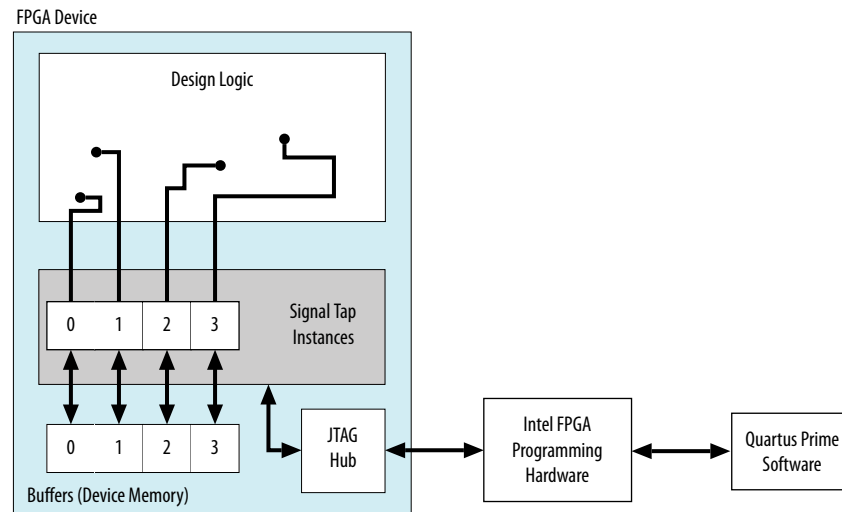 FPGA Device
Design Logic
0 1 2 3
Signal Tap
Instances
0 1 2 3
Buffers (Device Memory)
JTAG
Hub
Intel FPGA
Programming
Hardware
Quartus Prime
Software